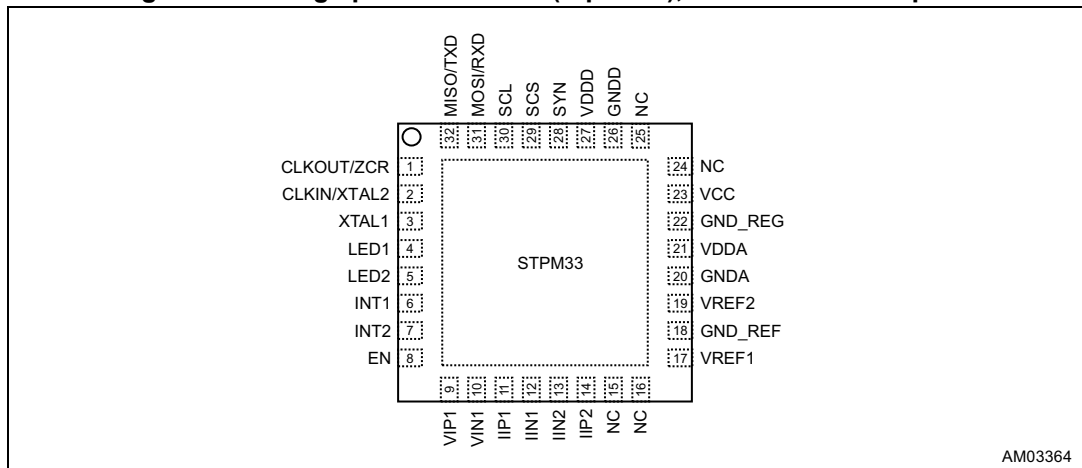 MISO/TXD
MOSI/RXD
SCL
SCS
SYN
VDDD
GNDD
NC
32
31
30
29
28
27
26
25
CLKOUT/ZCR 1
CLKIN/XTAL2 2
XTAL1 3
LED1 4
LED2 5
INT1 6
INT2 7
EN 8
STPM33
24 NC
23 VCC
22 GND_REG
21 VDDA
20 GNDA
19 VREF2
18 GND_REF
17 VREF1
9
10
11
12
13
14
15
16
VIP1
VIN1
IIP1
IIN1
IIN2
IIP2
NC
NC
AM03364